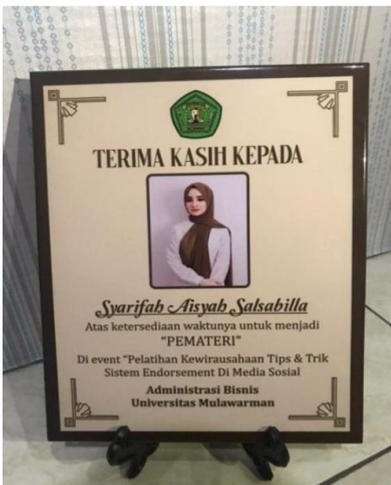 TERIMA KASIH KEPADA
Syarifah Aisyah Salsabilla
Atas ketersediaan waktunya untuk menjadi
“PEMATERI”
Di event “Pelatihan Kewirausahaan Tips & Trik
Sistem Endorsement Di Media Sosial
Administrasi Bisnis
Universitas Mulawarman